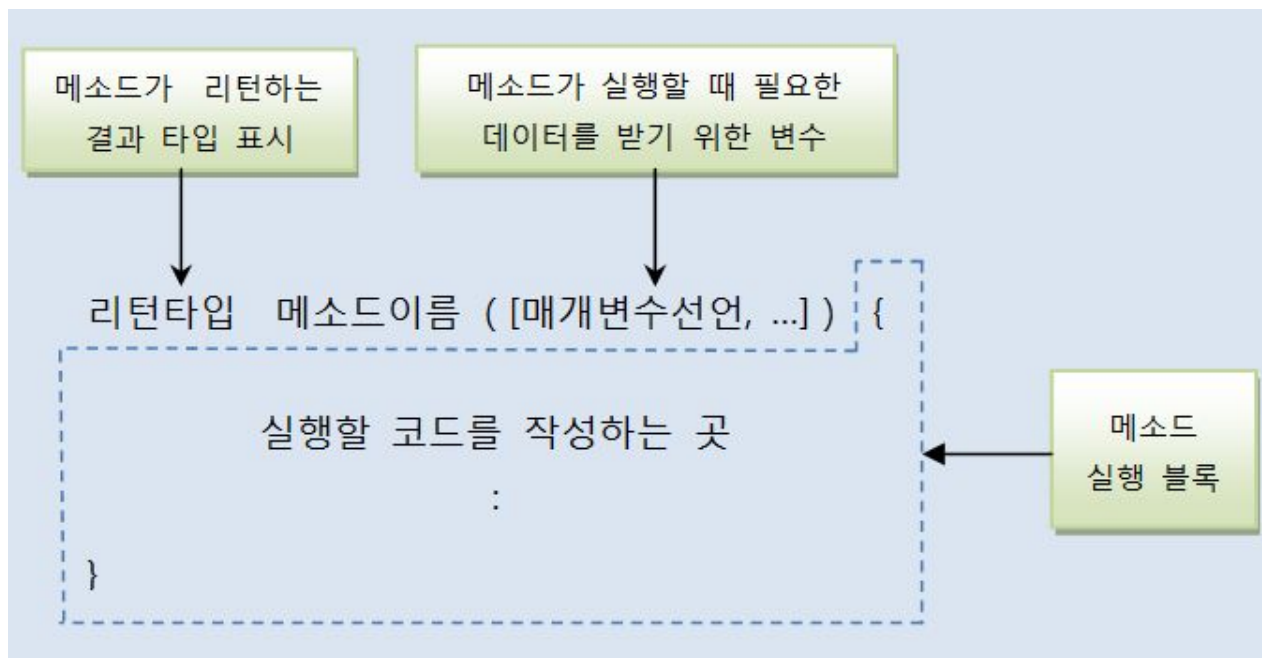 메소드가 리턴하는
결과 타입 표시
메소드가 실행할 때 필요한
데이터를 받기 위한 변수
리턴타입 메소드이름 ( [매개변수선언, ...] ) {
실행할 코드를 작성하는 곳
:
}
메소드
실행 블록